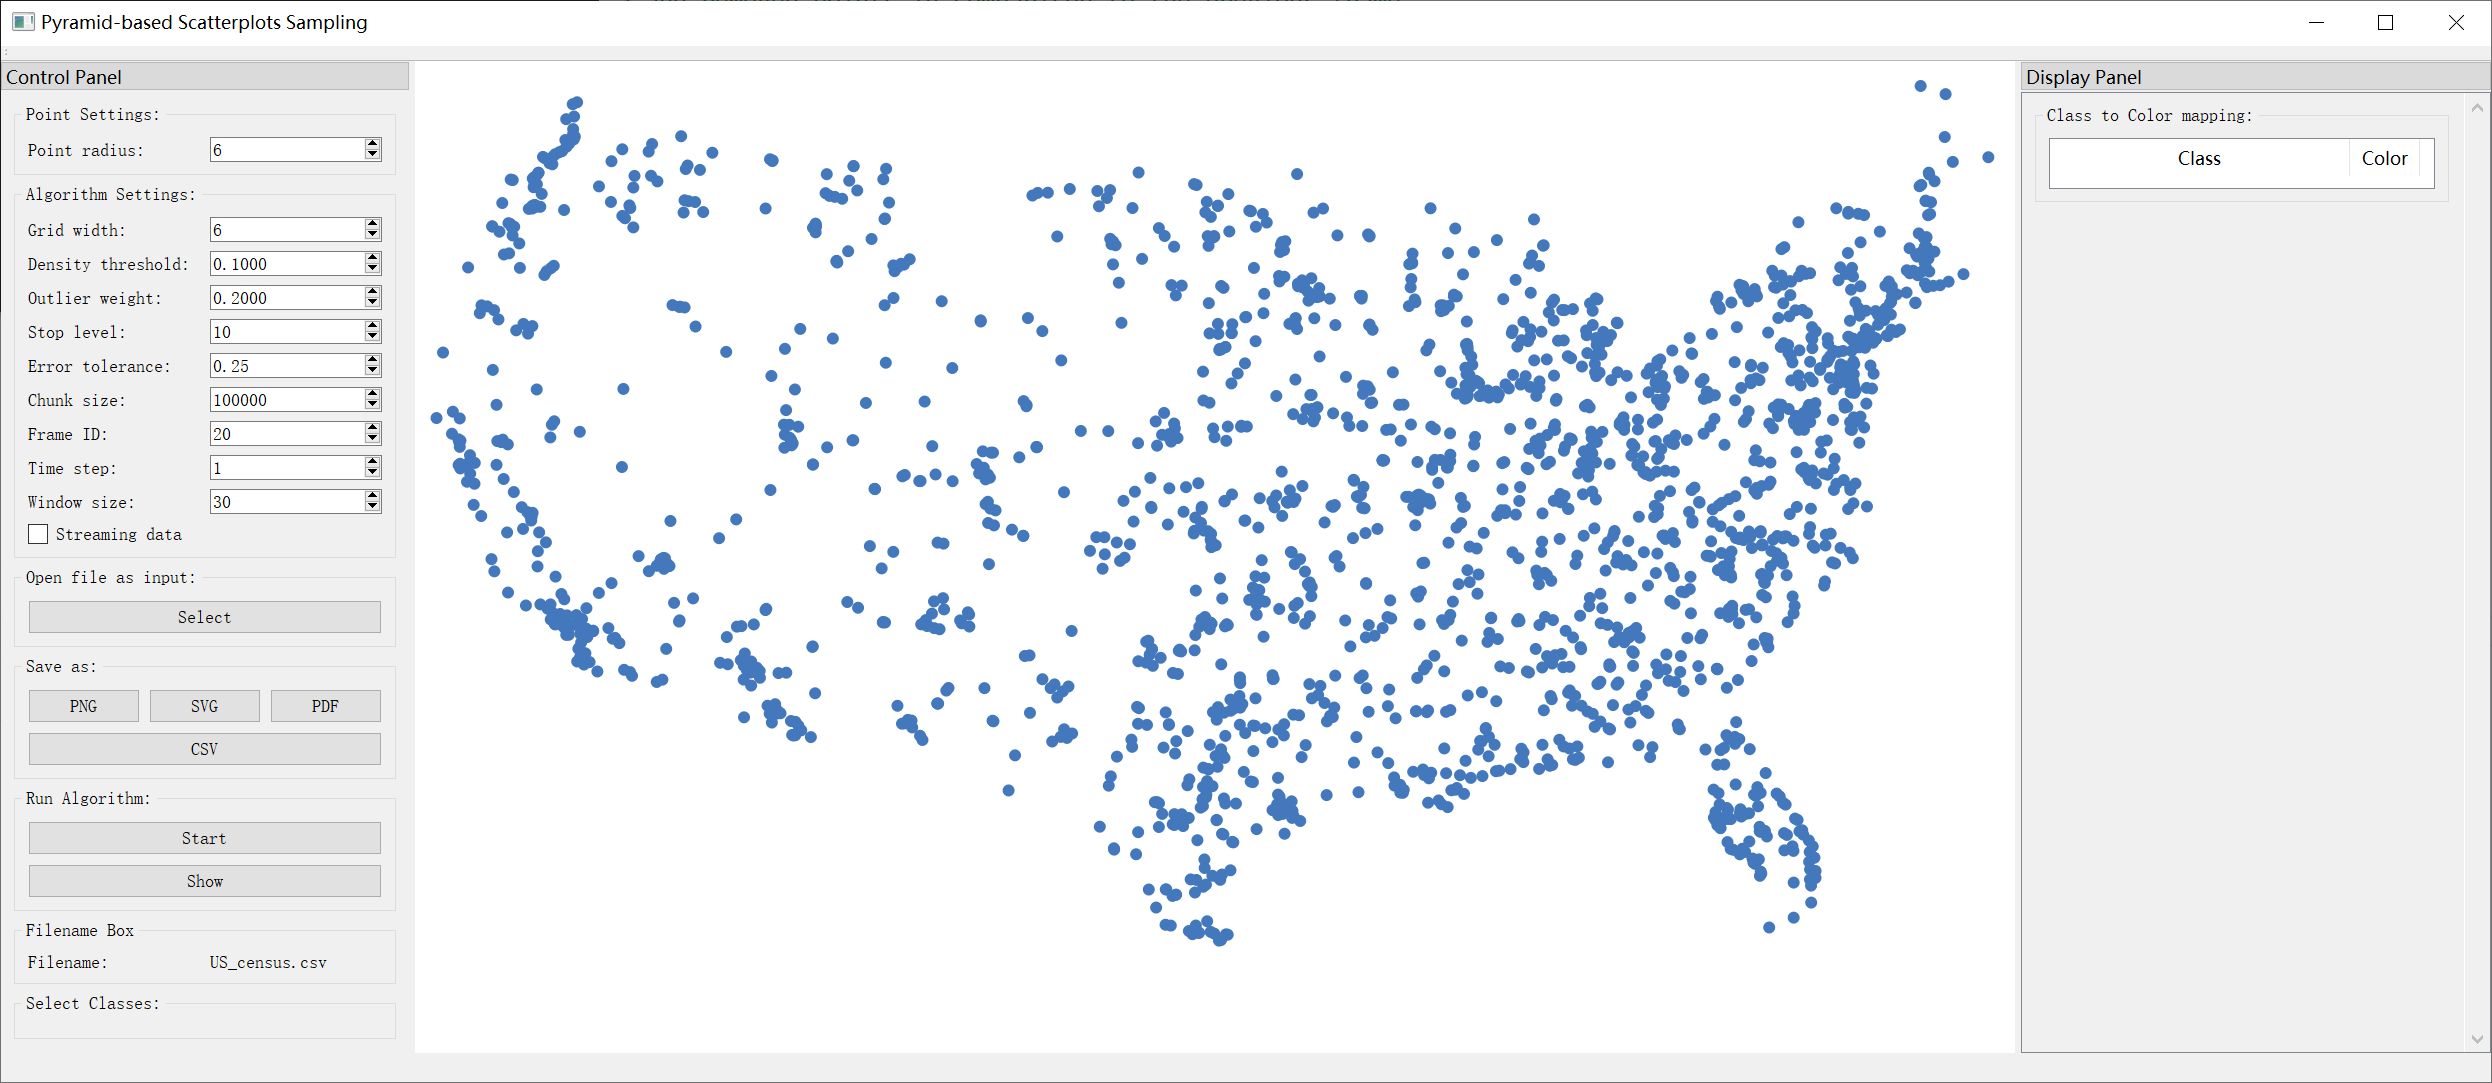 Pyramid-based Scatterplots Sampling
Control Panel
Point Settings:
Point radius: 6
Algorithm Settings:
Grid width: 6
Density threshold: 0.1000
Outlier weight: 0.2000
Stop level: 10
Error tolerance: 0.25
Chunk size: 100000
Frame ID: 20
Time step: 1
Window size: 30
Streaming data
Open file as input:
Select
Save as:
PNG SVG PDF
CSV
Run Algorithm:
Start
Show
Filename Box
Filename: US_census.csv
Select Classes:
Display Panel
Class to Color mapping:
Class Color